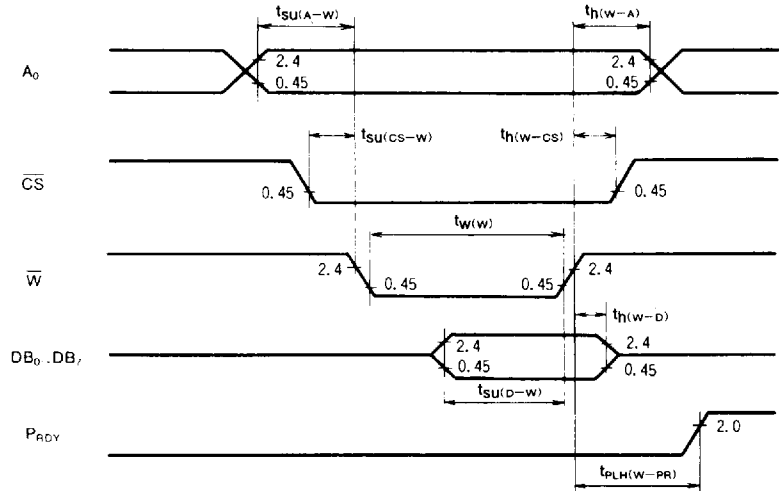 tsu(A-W) th(W-A)
A0 2.4 2.4
0.45 0.45
tsu(CS-W) th(W-CS)
CS 0.45 0.45
tW(W)
W 2.4 0.45 0.45 2.4
th(W-D)
DB0..DB7 2.4 2.4
0.45 0.45
tsu(D-W)
PRDY 2.0
tPLH(W-PR)